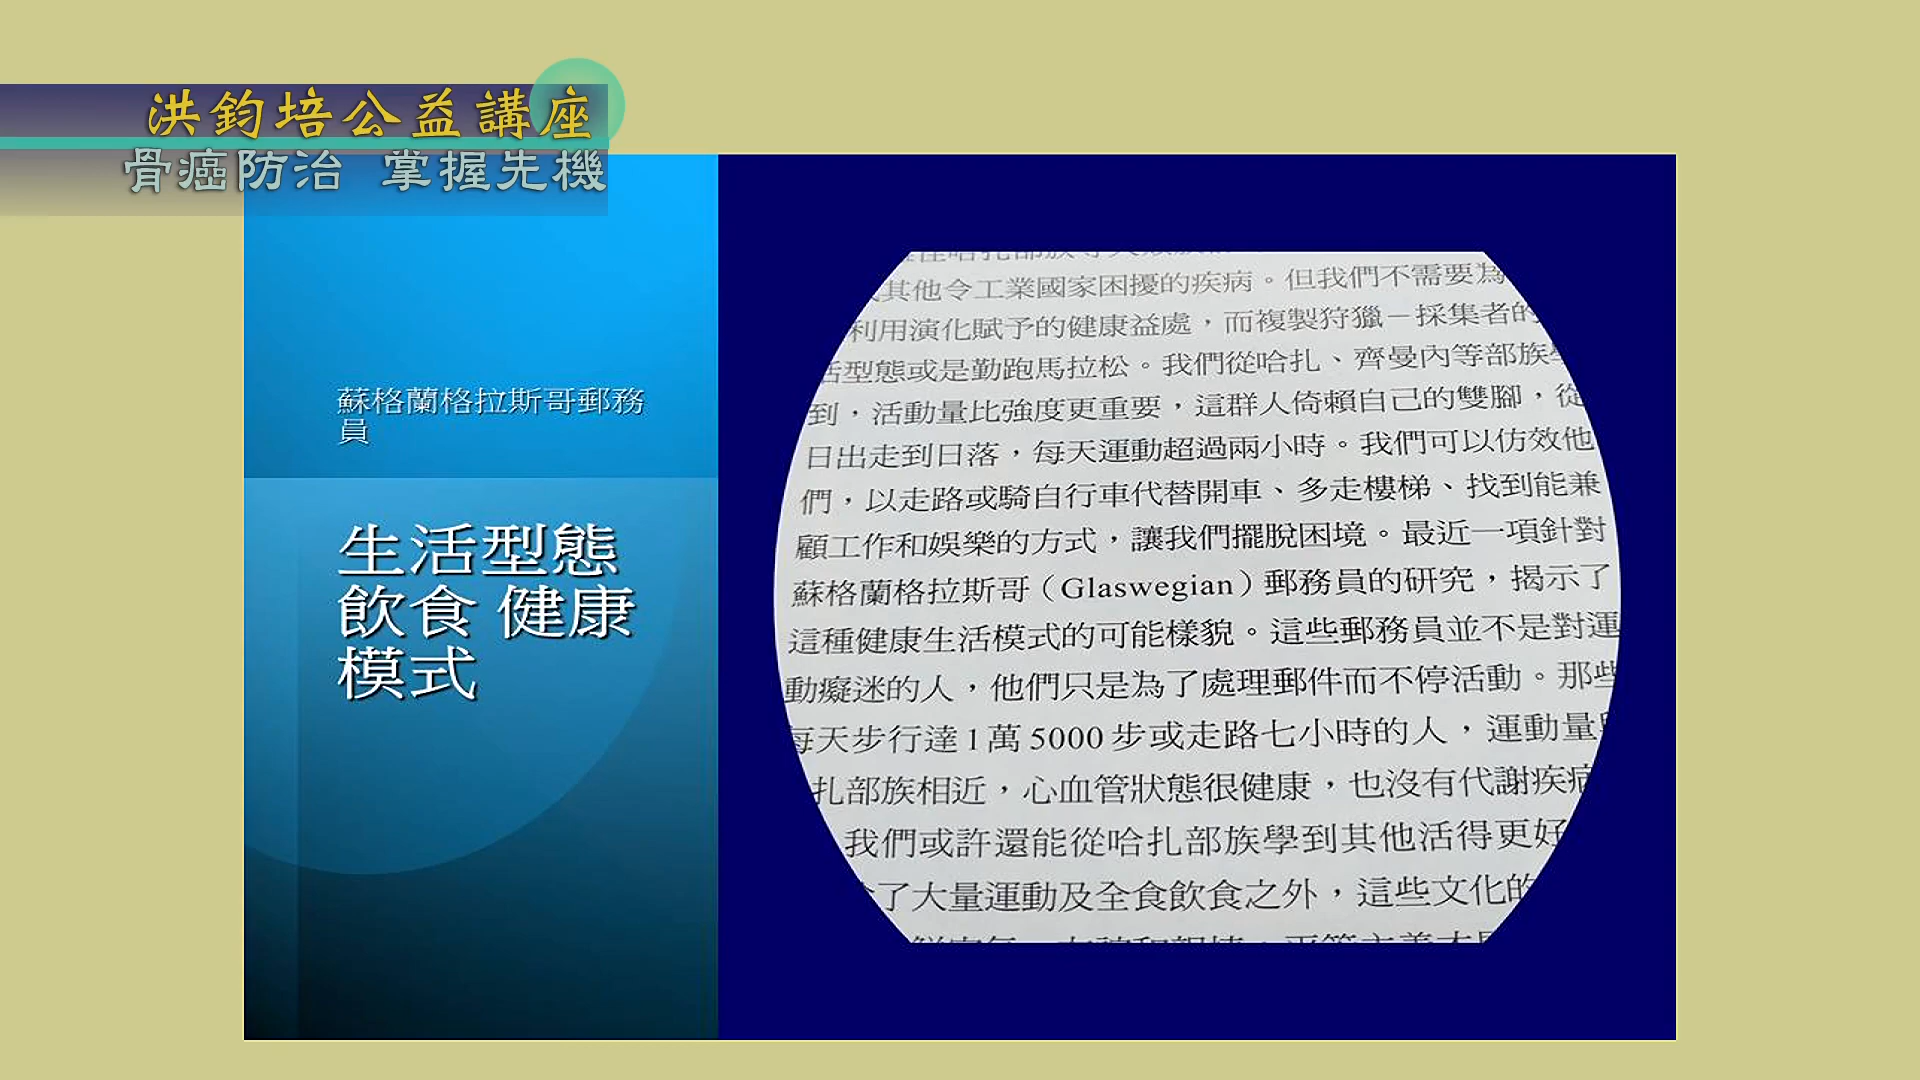 洪鈞培公益講座
骨癌防治 掌握先機
蘇格蘭格拉斯哥郵務
員
生活型態
飲食 健康
模式
其他令工業國家困擾的疾病。但我們不需要為
利用演化賦予的健康益處,而複製狩獵－採集者的
活型態或是勤跑馬拉松。我們從哈扎、齊曼內等部族學
到,活動量比強度更重要,這群人倚賴自己的雙腳,從
日出走到日落,每天運動超過兩小時。我們可以仿效他
們,以走路或騎自行車代替開車、多走樓梯、找到能兼
顧工作和娛樂的方式,讓我們擺脫困境。最近一項針對
蘇格蘭格拉斯哥（Glaswegian）郵務員的研究,揭示了
這種健康生活模式的可能樣貌。這些郵務員並不是對運
動癡迷的人,他們只是為了處理郵件而不停活動。那些
每天步行達1萬5000步或走路七小時的人,運動量
扎部族相近,心血管狀態很健康,也沒有代謝疾病
我們或許還能從哈扎部族學到其他活得更好
了大量運動及全食飲食之外,這些文化的